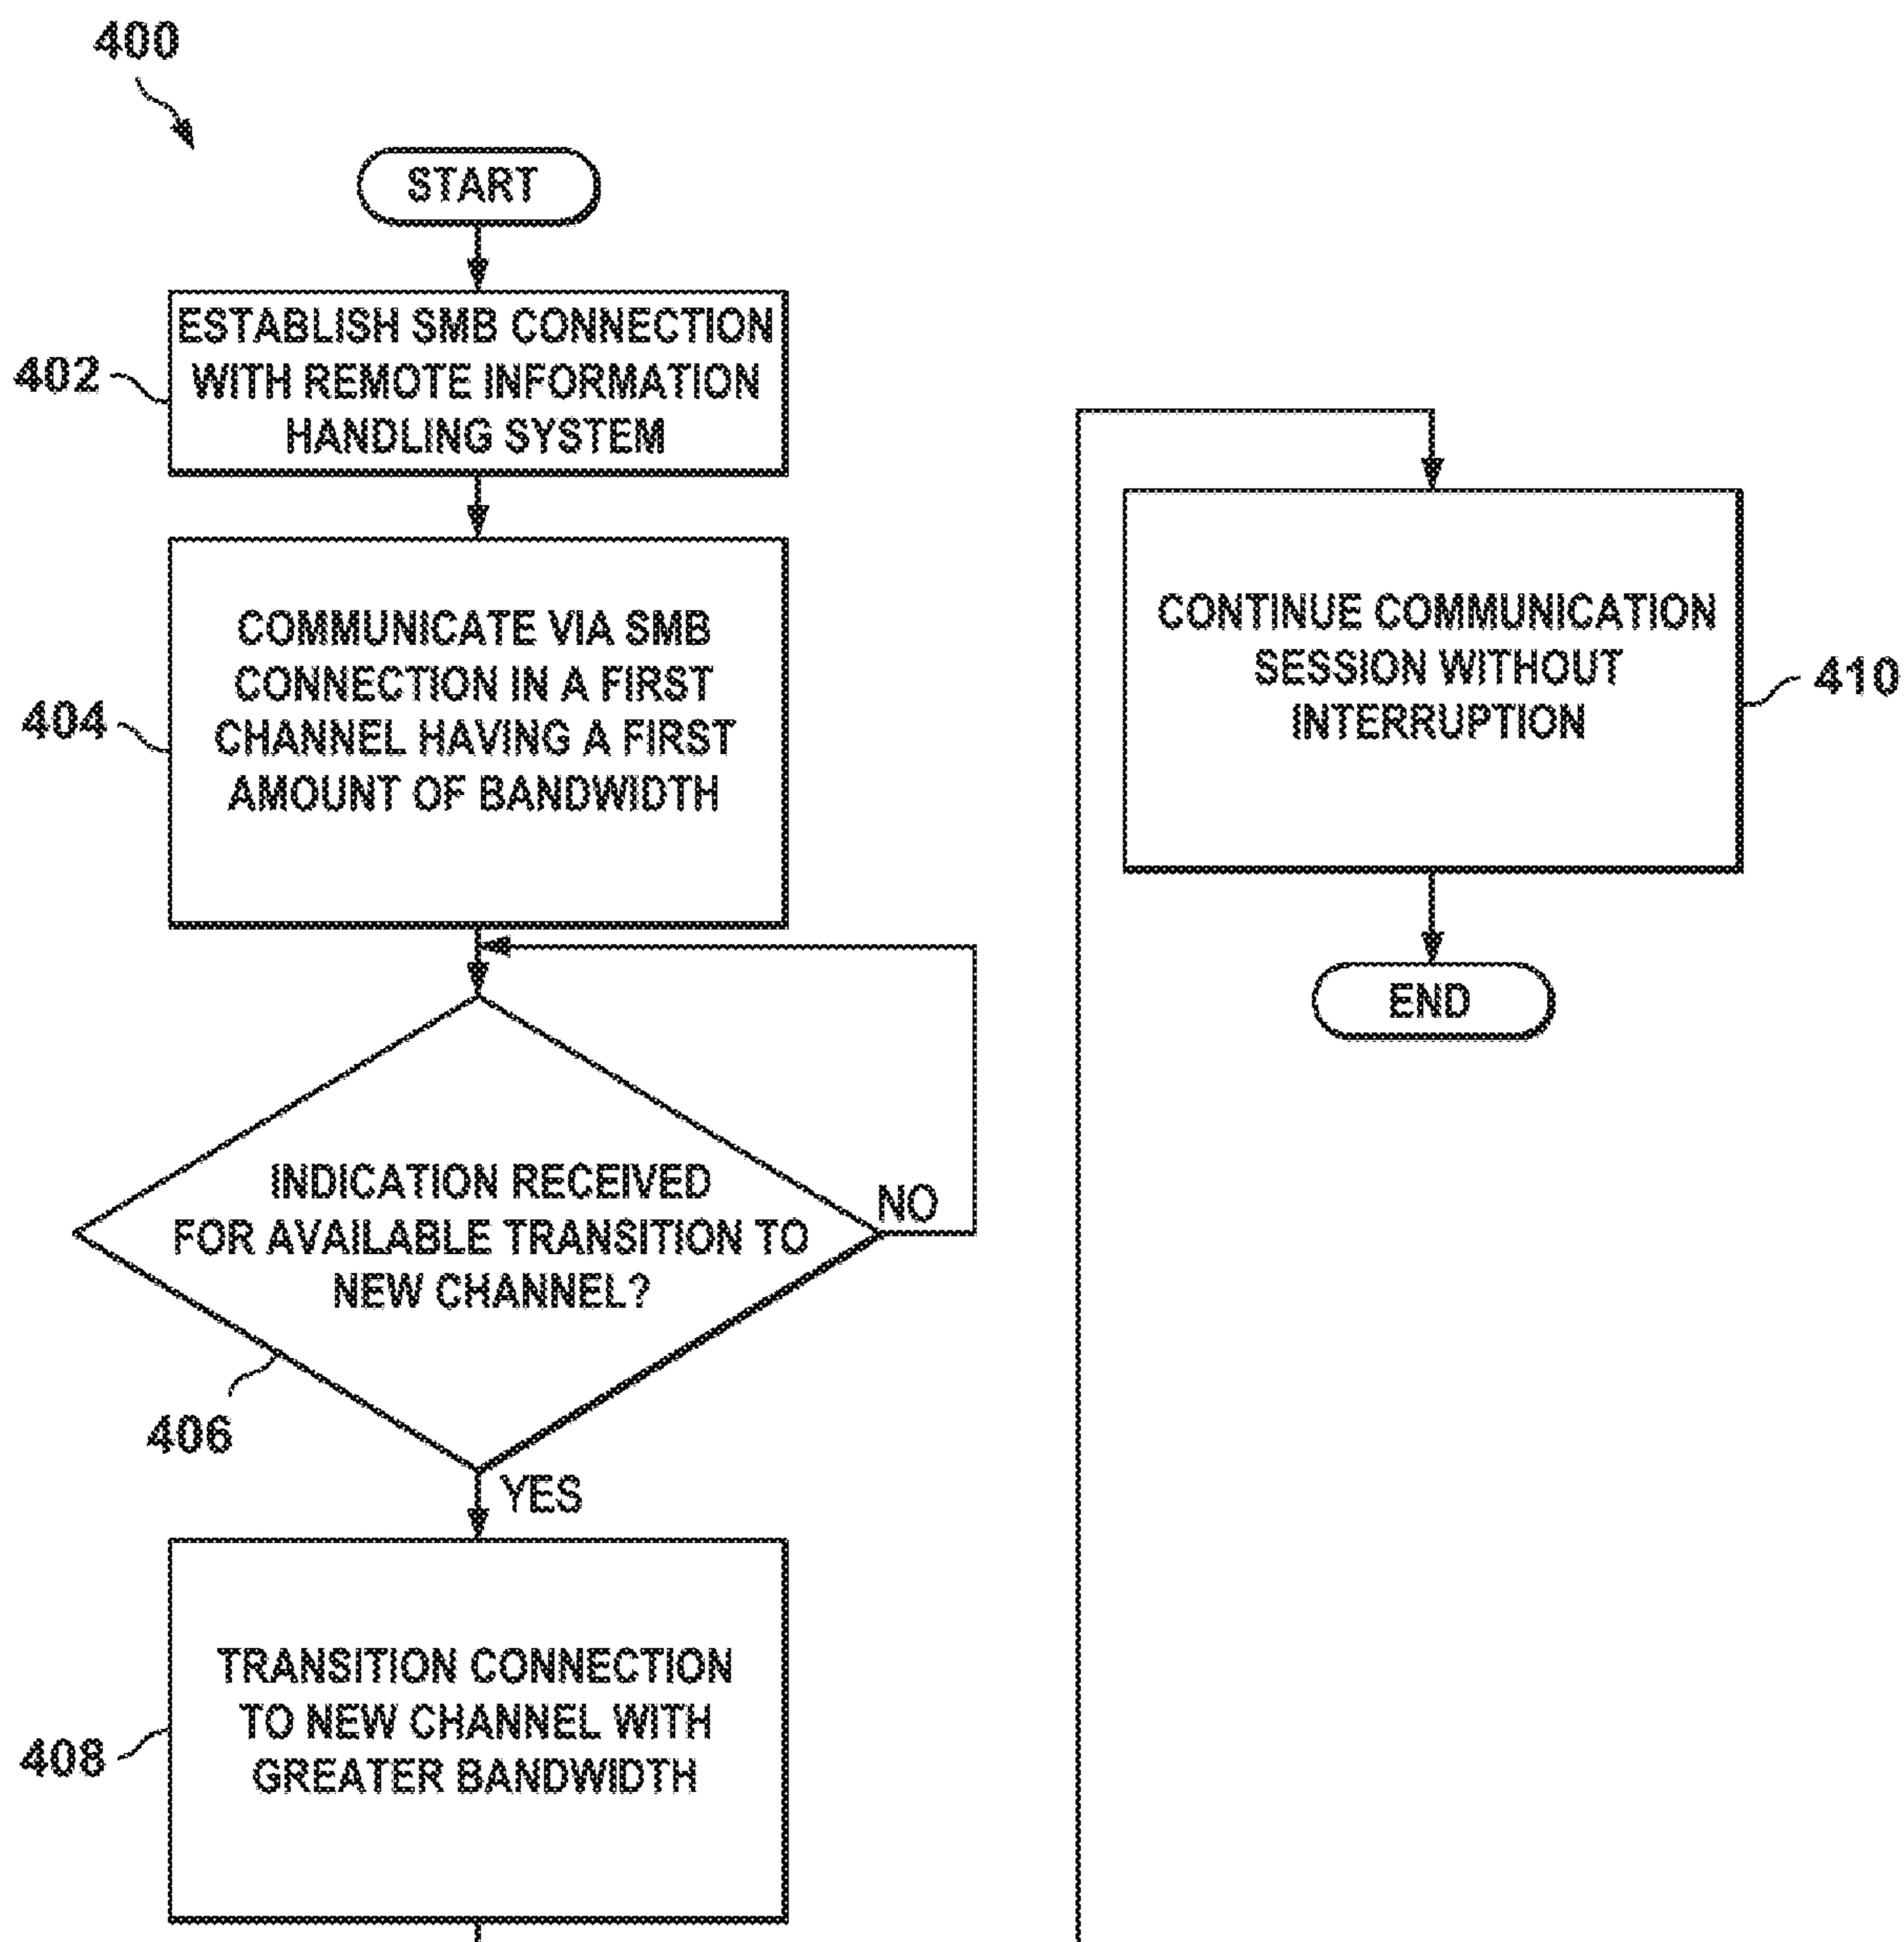 400
START
402
ESTABLISH SMB CONNECTION
WITH REMOTE INFORMATION
HANDLING SYSTEM
404
COMMUNICATE VIA SMB
CONNECTION IN A FIRST
CHANNEL HAVING A FIRST
AMOUNT OF BANDWIDTH
INDICATION RECEIVED
FOR AVAILABLE TRANSITION TO
NEW CHANNEL?
NO
406
YES
408
TRANSITION CONNECTION
TO NEW CHANNEL WITH
GREATER BANDWIDTH
CONTINUE COMMUNICATION
SESSION WITHOUT
INTERRUPTION
410
END